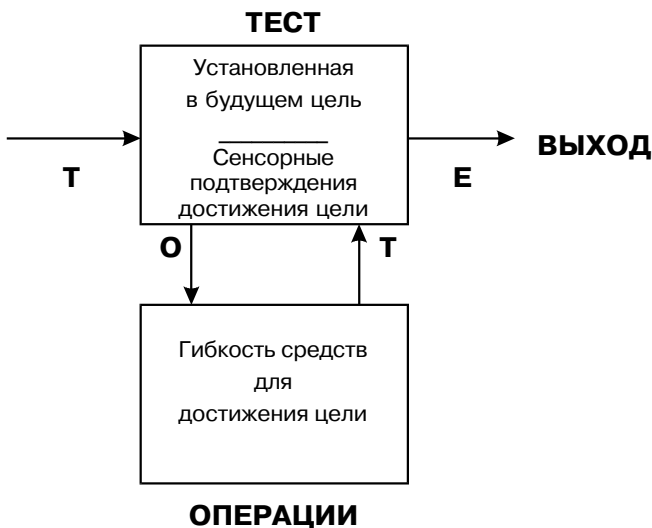 ТЕСТ
Установленная
в будущем цель
Сенсорные
подтверждения
достижения цели
Т
Е
ВЫХОД
О
Т
Гибкость средств
для
достижения цели
ОПЕРАЦИИ